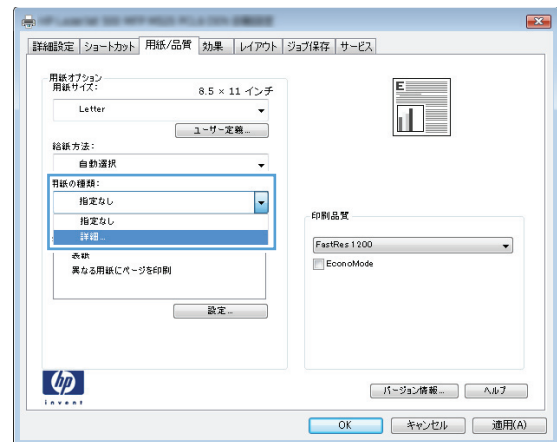 詳細設定 ショートカット 用紙/品質 効果 レイアウト ジョブ保存 サービス
用紙オプション
用紙サイズ: 8.5 × 11 インチ
Letter
ユーザー定義...
給紙方法:
自動選択
用紙の種類:
指定なし
指定なし
詳細...
表紙
異なる用紙にページを印刷
設定...
E
印刷品質
FastRes 1200
EconoMode
hp
invent
バージョン情報... ヘルプ
OK キャンセル 適用(A)